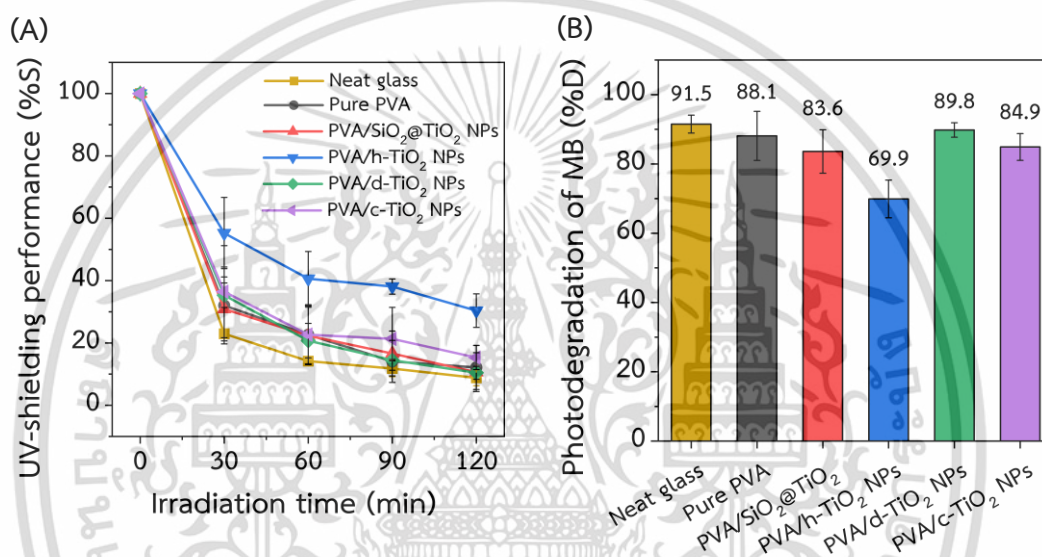 (A)
UV-shielding performance (%S)
100
80
60
40
20
0
Neat glass
Pure PVA
PVA/SiO₂@TiO₂ NPs
PVA/h-TiO₂ NPs
PVA/d-TiO₂ NPs
PVA/c-TiO₂ NPs
0 30 60 90 120
Irradiation time (min)
(B)
Photodegradation of MB (%D)
100
80
60
40
20
0
91.5 88.1 83.6 69.9 89.8 84.9
Neat glass
Pure PVA
PVA/SiO₂@TiO₂
PVA/h-TiO₂ NPs
PVA/d-TiO₂ NPs
PVA/c-TiO₂ NPs